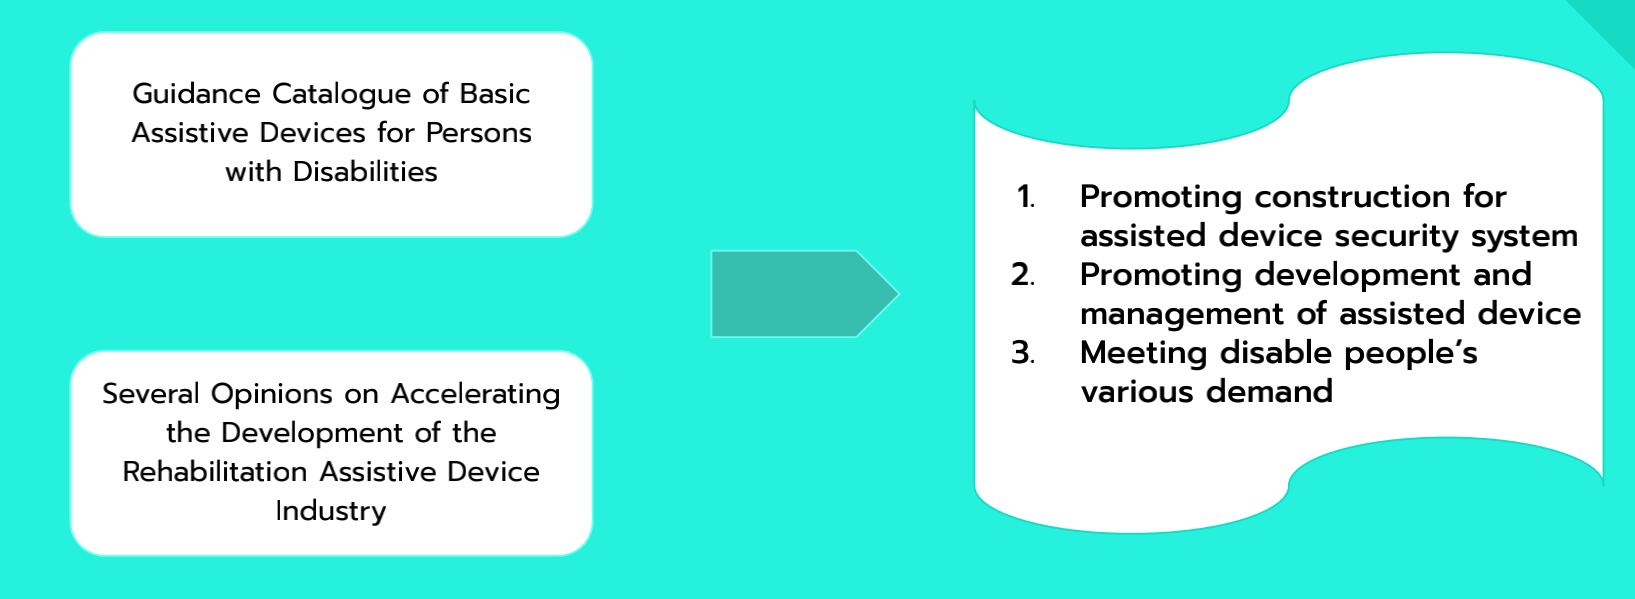 Guidance Catalogue of Basic
Assistive Devices for Persons
with Disabilities
Several Opinions on Accelerating
the Development of the
Rehabilitation Assistive Device
Industry
1. Promoting construction for
assisted device security system
2. Promoting development and
management of assisted device
3. Meeting disable people’s
various demand